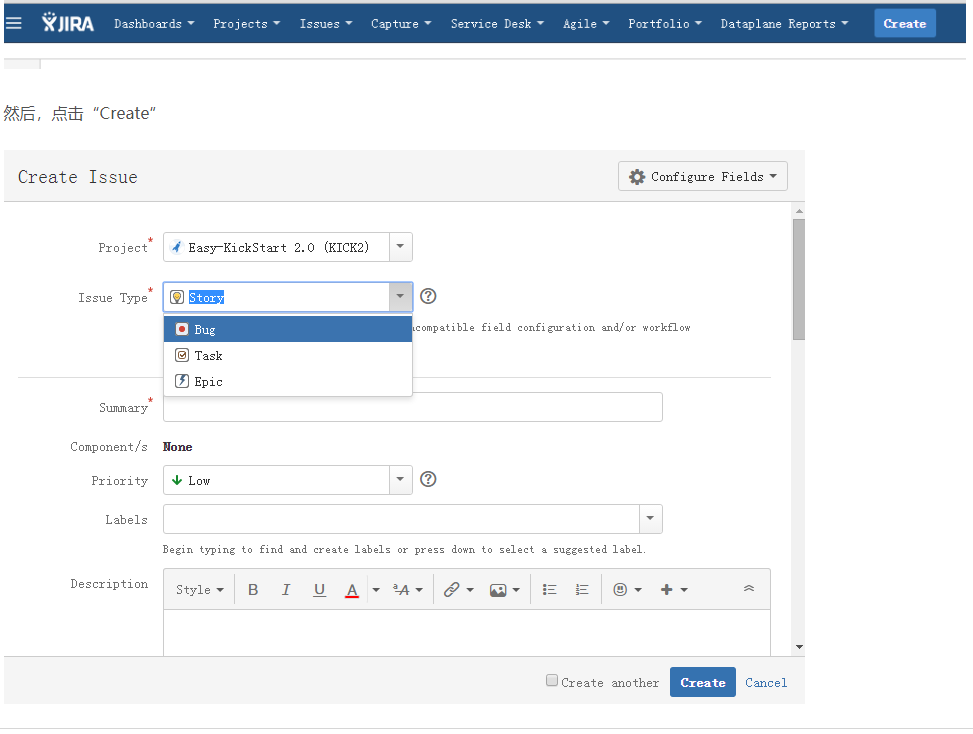 JIRA Dashboards Projects Issues Capture Service Desk Agile Portfolio Dataplane Reports Create
然后，点击“Create”
Create Issue Configure Fields
Project* Easy-KickStart 2.0 (KICK2)
Issue Type* Story
Bug ncompatible field configuration and/or workflow
Task
Epic
Summary*
Component/s None
Priority Low
Labels
Begin typing to find and create labels or press down to select a suggested label.
Description Style B I U A ªA
Create another Create Cancel